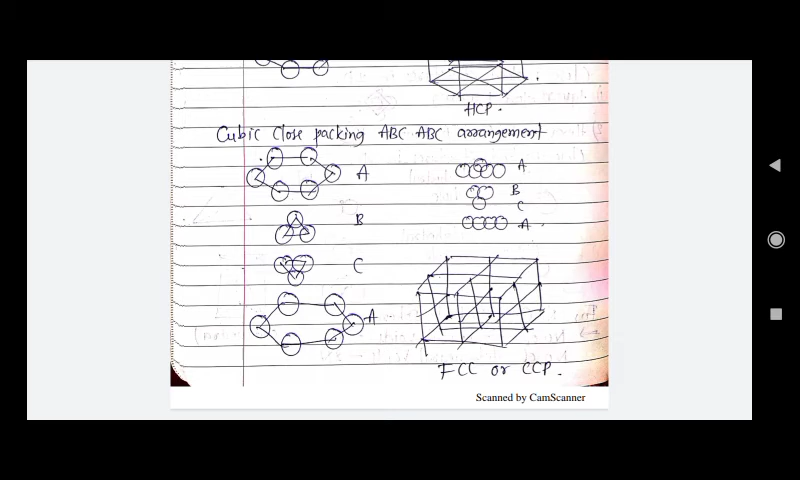 HCP.
Cubic Close packing ABC ABC arrangement
A
A
B
B
C
C
A
A
FCC or CCP.
Scanned by CamScanner